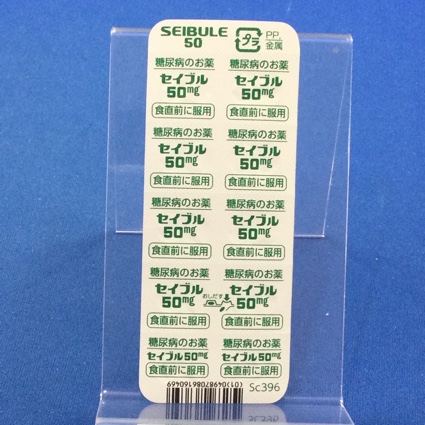 SEIBULE
50
プラ
PP,
金属
糖尿病のお薬 糖尿病のお薬
セイブル セイブル
50mg 50mg
食直前に服用 食直前に服用
糖尿病のお薬 糖尿病のお薬
セイブル セイブル
50mg 50mg
食直前に服用 食直前に服用
糖尿病のお薬 糖尿病のお薬
セイブル セイブル
50mg 50mg
食直前に服用 食直前に服用
糖尿病のお薬 糖尿病のお薬
セイブル セイブル
50mg おしだす 50mg
食直前に服用 食直前に服用
糖尿病のお薬 糖尿病のお薬
セイブル50mg セイブル50mg
食直前に服用 食直前に服用
(01)04987086160469
Sc396